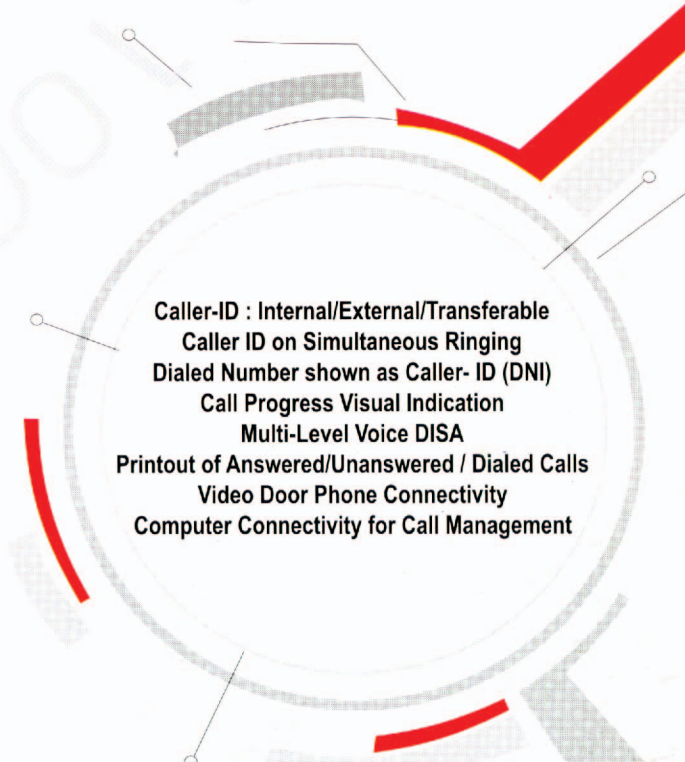 Caller-ID : Internal/External/Transferable
Caller ID on Simultaneous Ringing
Dialed Number shown as Caller- ID (DNI)
Call Progress Visual Indication
Multi-Level Voice DISA
Printout of Answered/Unanswered / Dialed Calls
Video Door Phone Connectivity
Computer Connectivity for Call Management